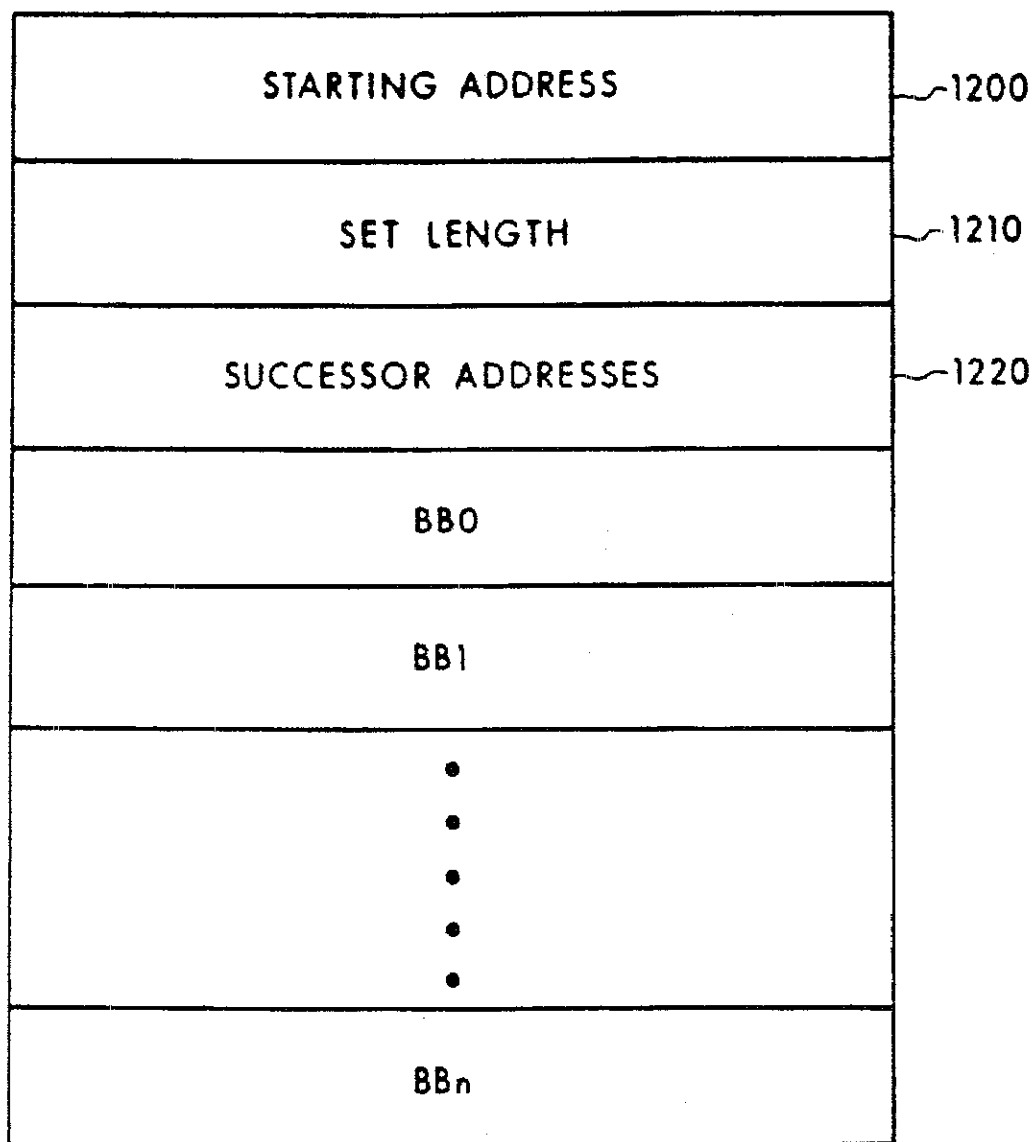 STARTING ADDRESS 1200
SET LENGTH 1210
SUCCESSOR ADDRESSES 1220
BB0
BB1
BBn